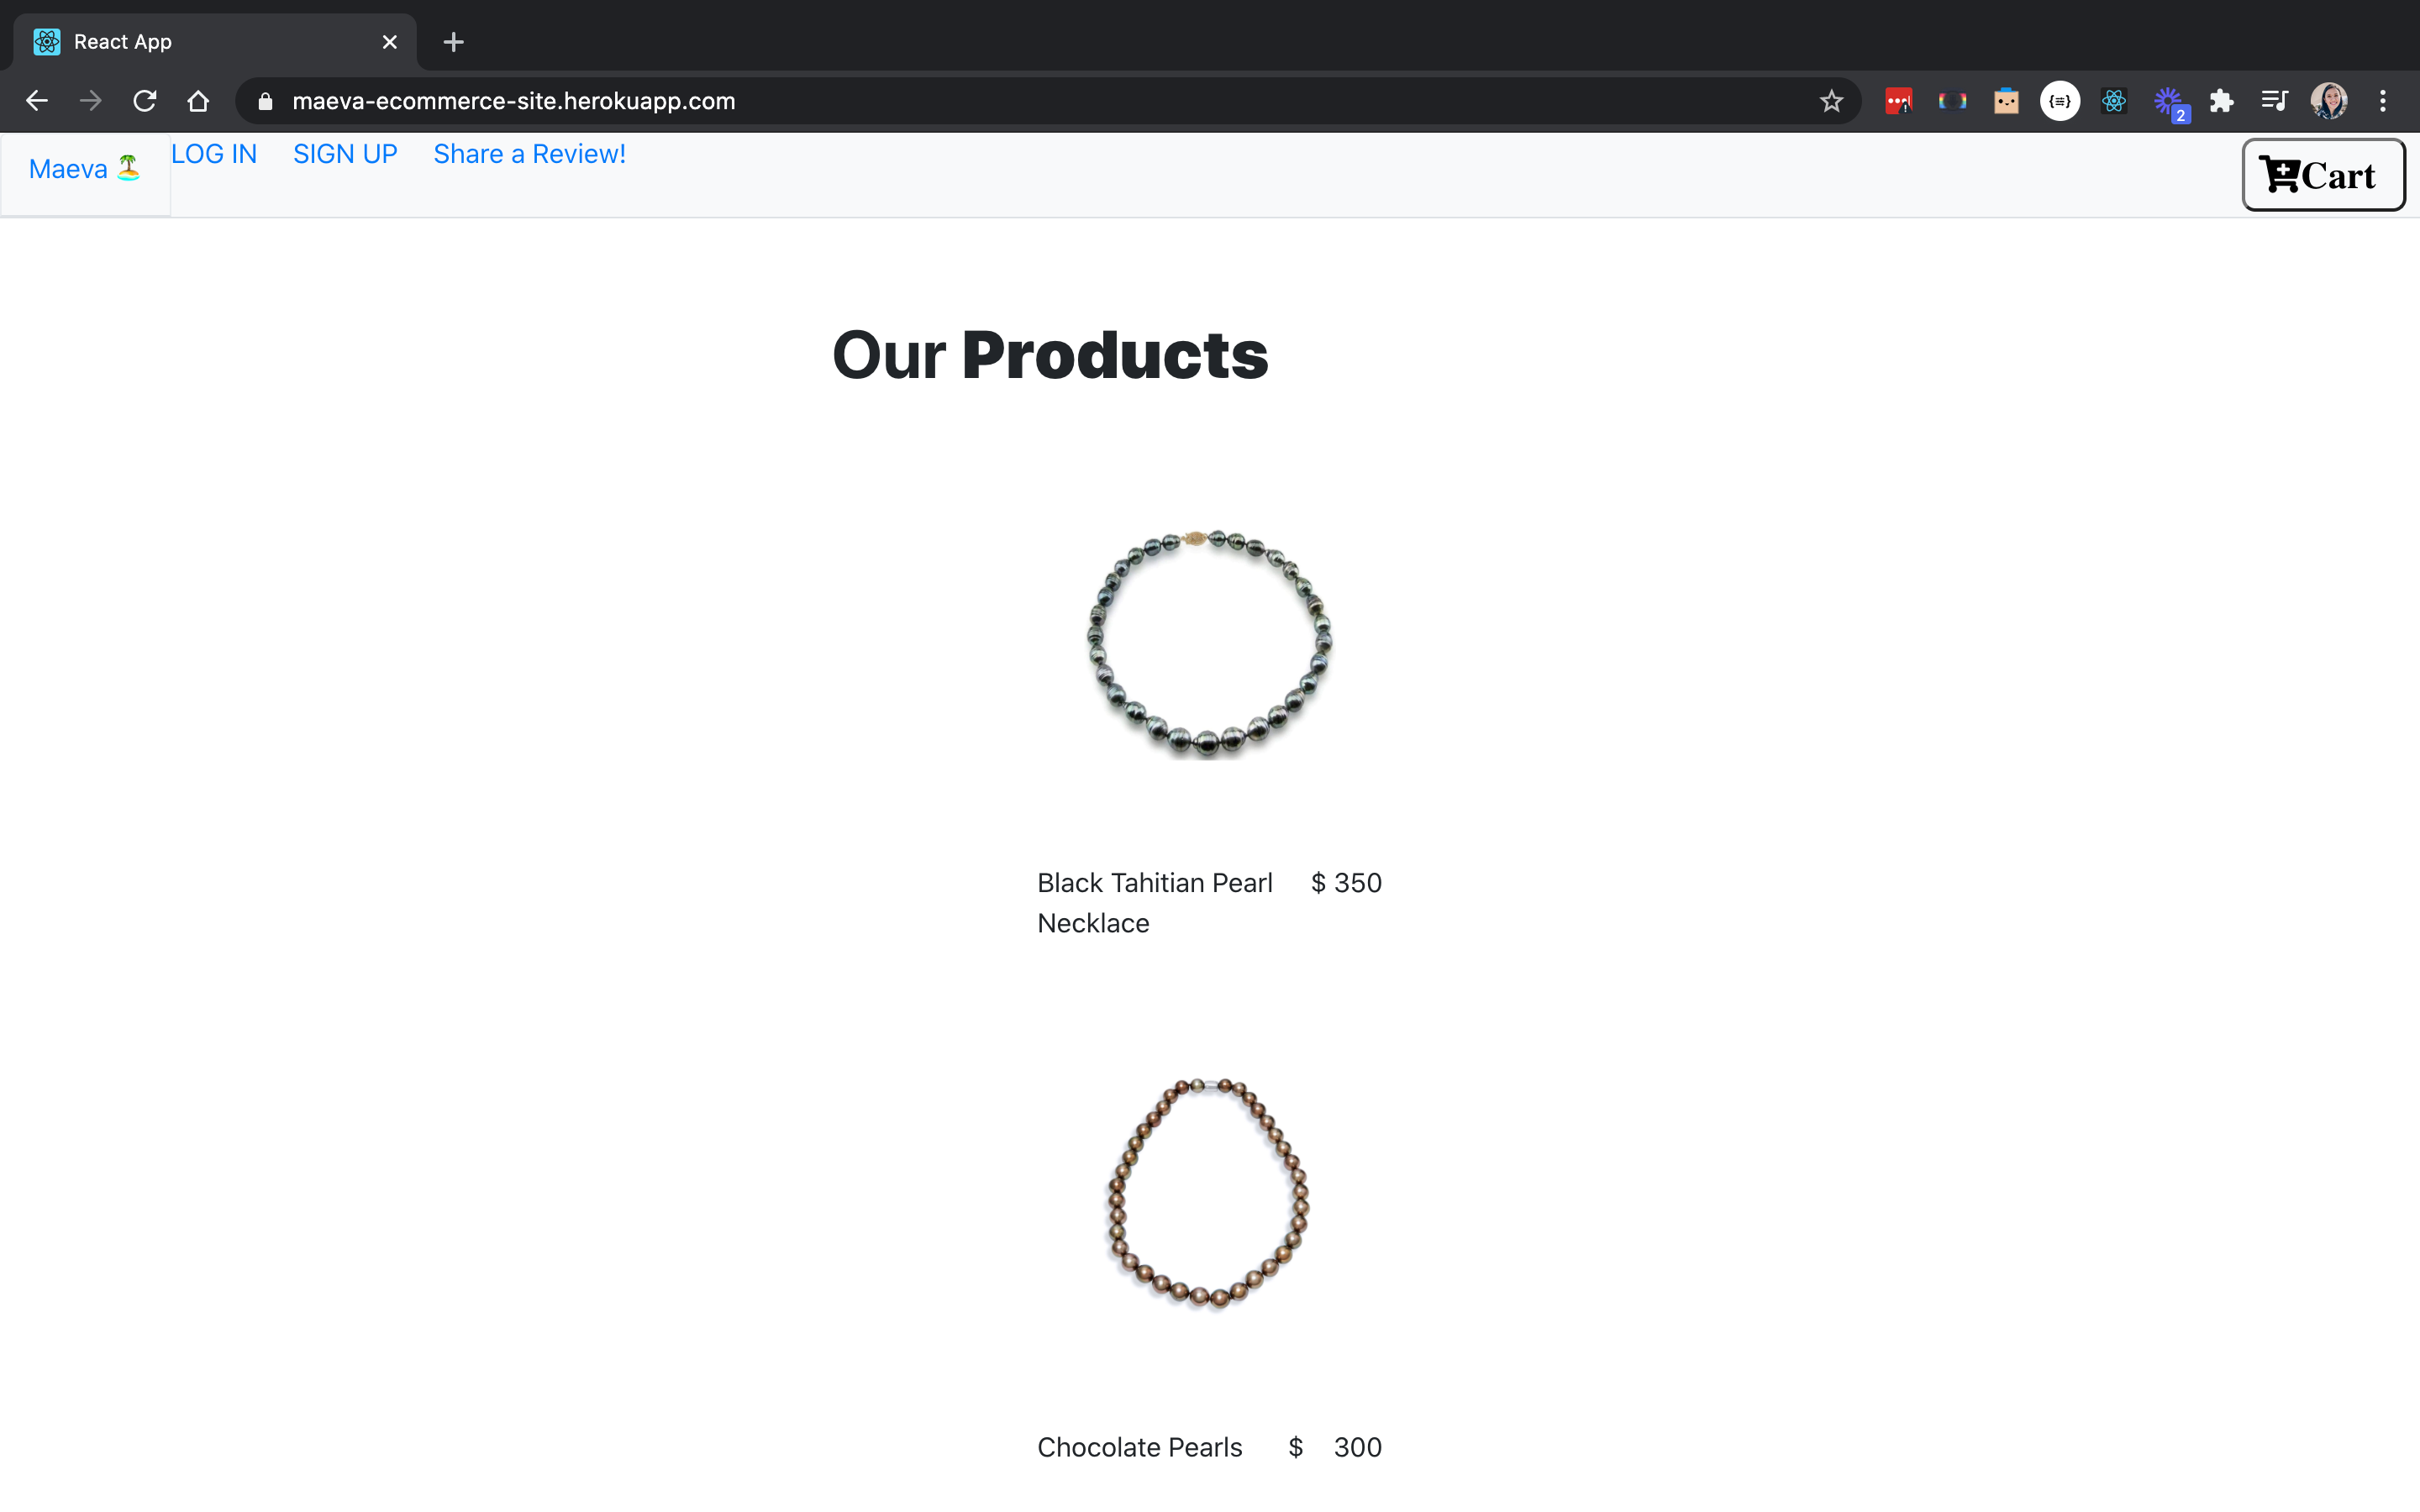 React App
maeva-ecommerce-site.herokuapp.com
2
Maeva 🏝️ LOG IN SIGN UP Share a Review! Cart
Our Products
Black Tahitian Pearl $ 350
Necklace
Chocolate Pearls $ 300